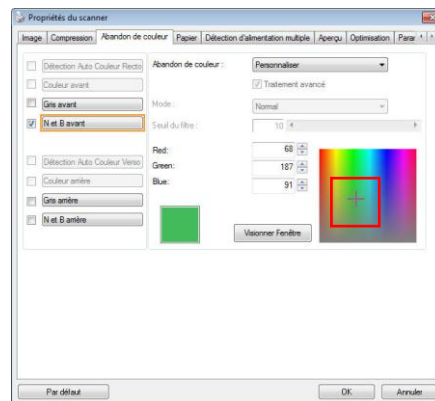 Propriétés du scanner
Image Compression Abandon de couleur Papier Détection d'alimentation multiple Aperçu Optimisation Parar
Détection Auto Couleur Recto
Couleur avant
Gris avant
N et B avant
Détection Auto Couleur Verso
Couleur arrière
Gris arrière
N et B arrière
Abandon de couleur : Personnaliser
Traitement avancé
Mode : Normal
Seuil du filtre : 10
Red: 68
Green: 187
Blue: 91
Visionner Fenêtre
Par défaut OK Annuler